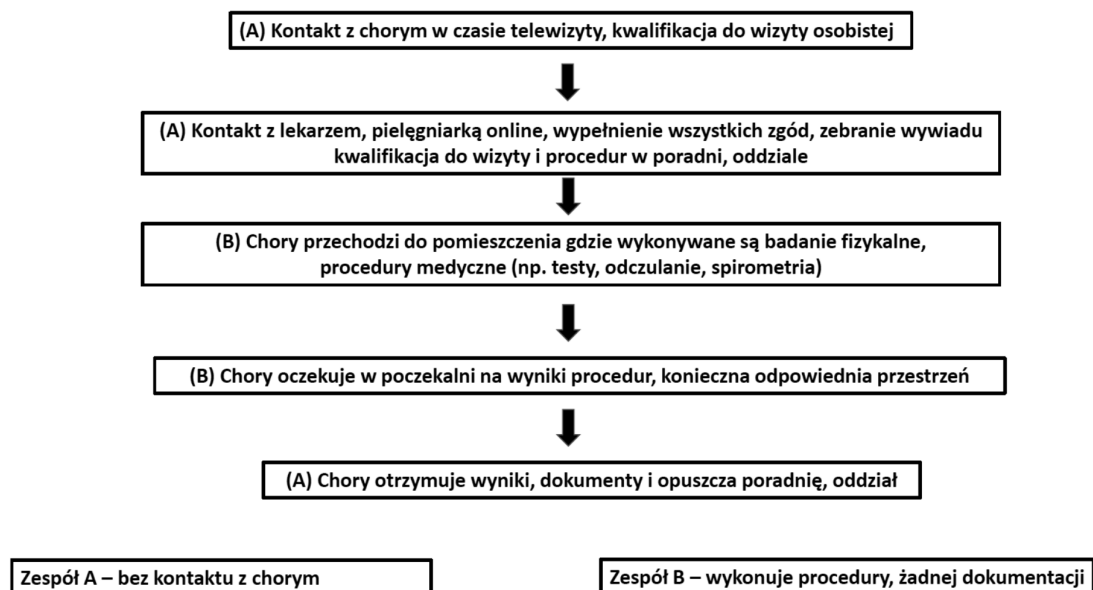 (A) Kontakt z chorym w czasie telewizyty, kwalifikacja do wizyty osobistej
(A) Kontakt z lekarzem, pielęgniarką online, wypełnienie wszystkich zgód, zebranie wywiadu
kwalifikacja do wizyty i procedur w poradni, oddziale
(B) Chory przechodzi do pomieszczenia gdzie wykonywane są badanie fizykalne,
procedury medyczne (np. testy, odczulanie, spirometria)
(B) Chory oczekuje w poczekalni na wyniki procedur, konieczna odpowiednia przestrzeń
(A) Chory otrzymuje wyniki, dokumenty i opuszcza poradnię, oddział
Zespół A – bez kontaktu z chorym
Zespół B – wykonuje procedury, żadnej dokumentacji